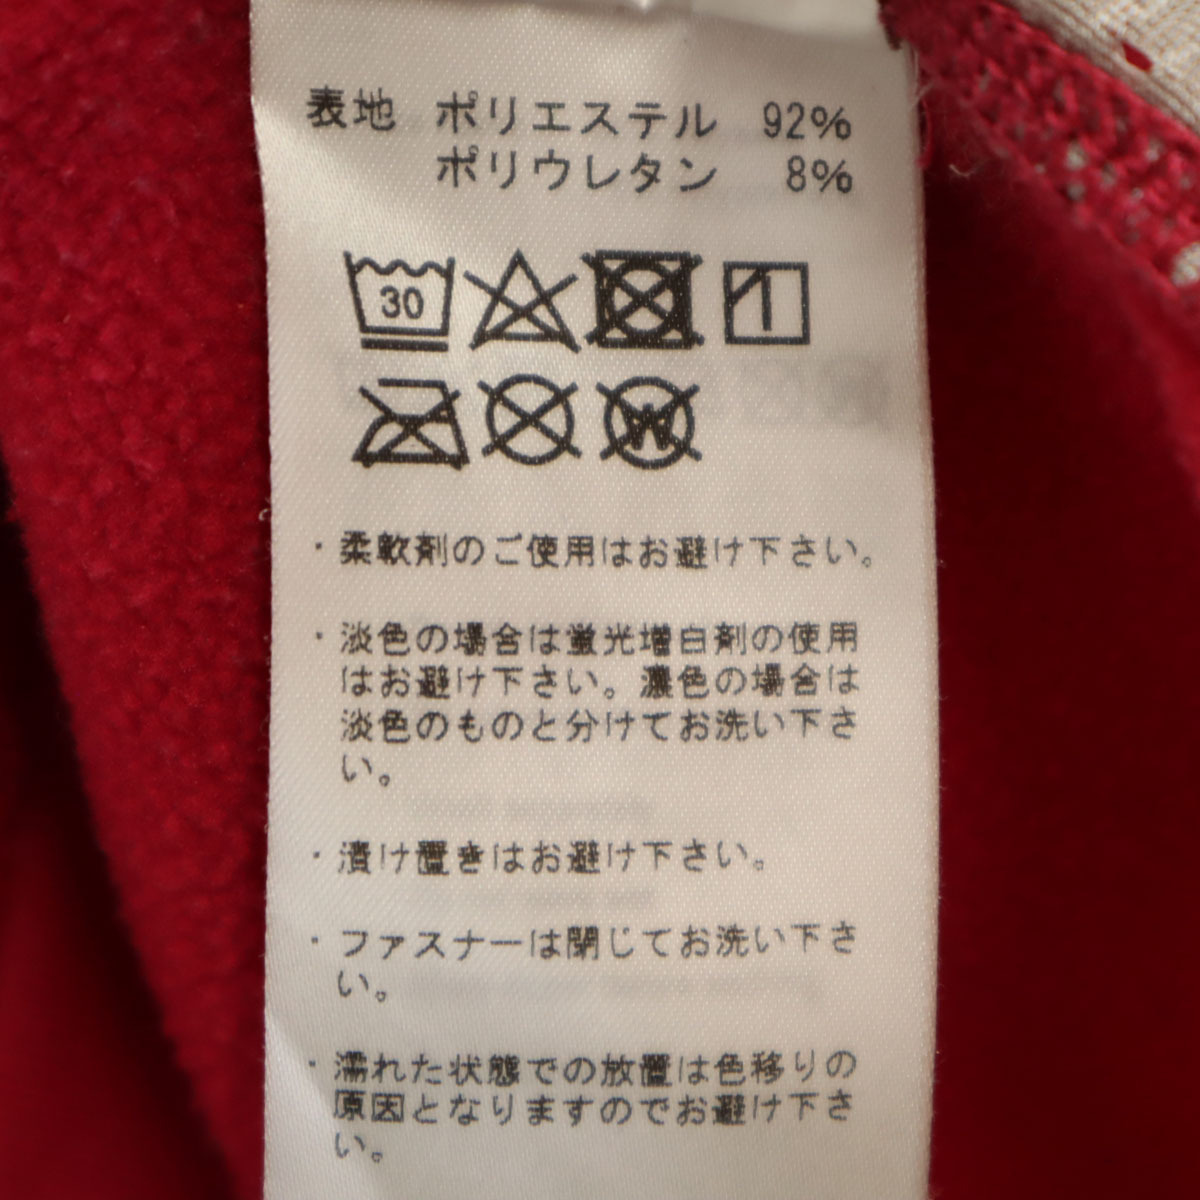 表地 ポリエステル 92%
ポリウレタン 8%
30
W
・柔軟剤のご使用はお避け下さい。
・淡色の場合は蛍光増白剤の使用
はお避け下さい。濃色の場合は
淡色のものと分けてお洗い下さ
い。
・漬け置きはお避け下さい。
・ファスナーは閉じてお洗い下さ
い。
・濡れた状態での放置は色移りの
原因となりますのでお避け下さ
い。